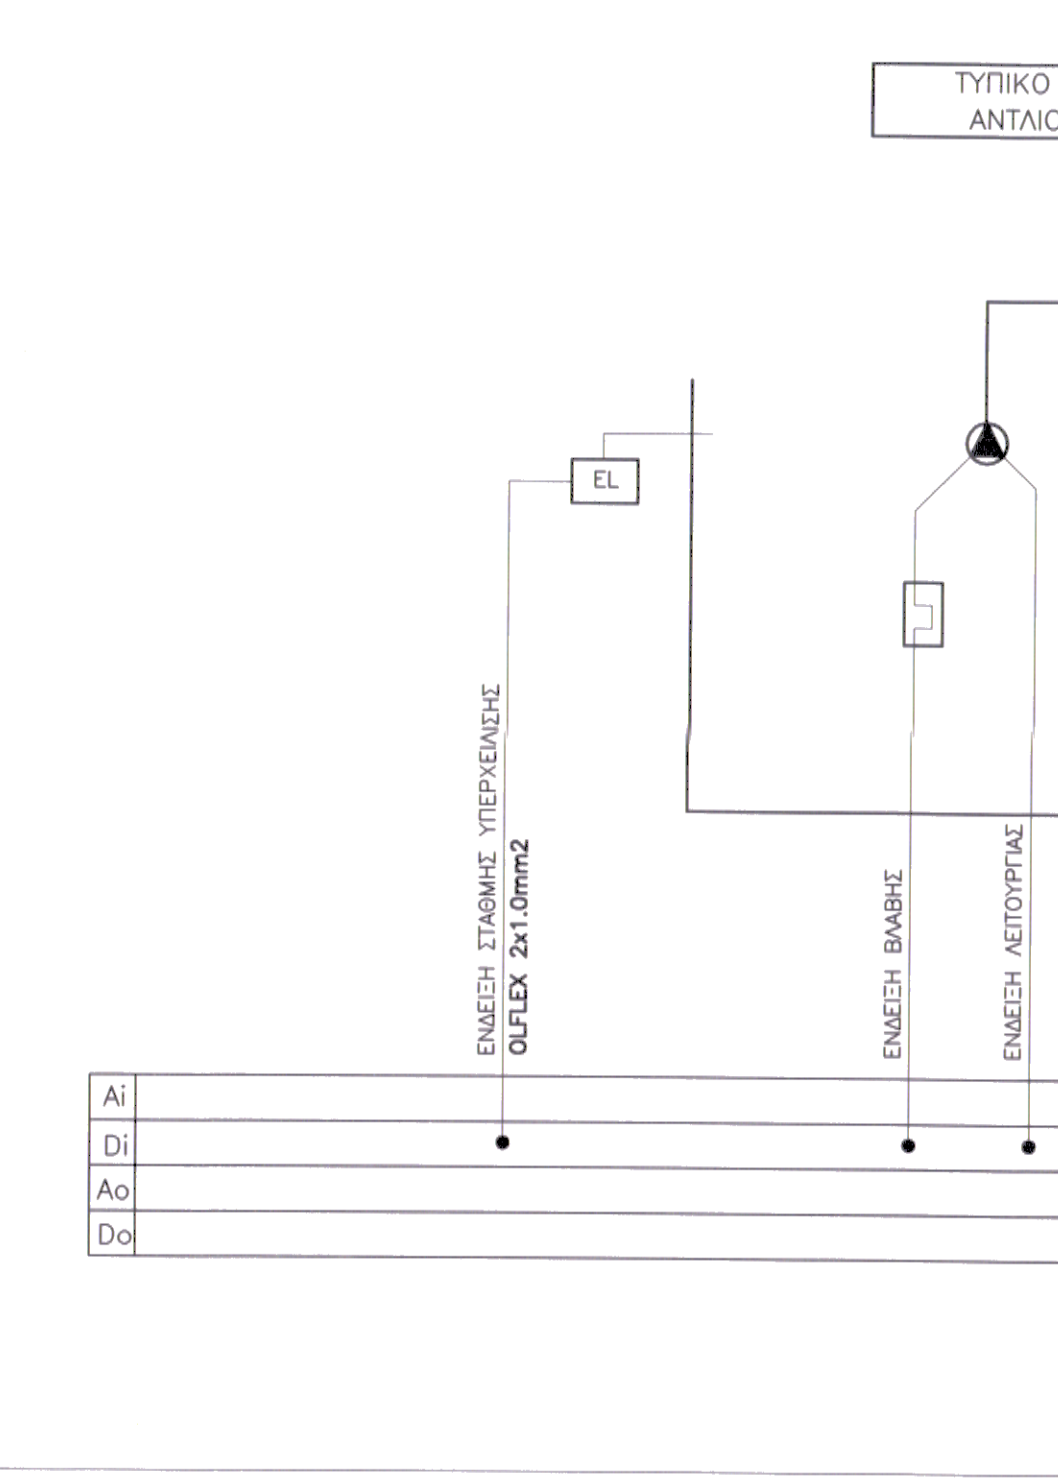 ΤΥΠΙΚΟ
ΑΝΤΛΙΟ
EL
ΕΝΔΕΙΞΗ ΣΤΑΘΜΗΣ ΥΠΕΡΧΕΙΛΙΣΗΣ
OLFLEX 2x1.0mm2
ΕΝΔΕΙΞΗ ΒΛΑΒΗΣ
ΕΝΔΕΙΞΗ ΛΕΙΤΟΥΡΓΙΑΣ
Ai
Di
Ao
Do